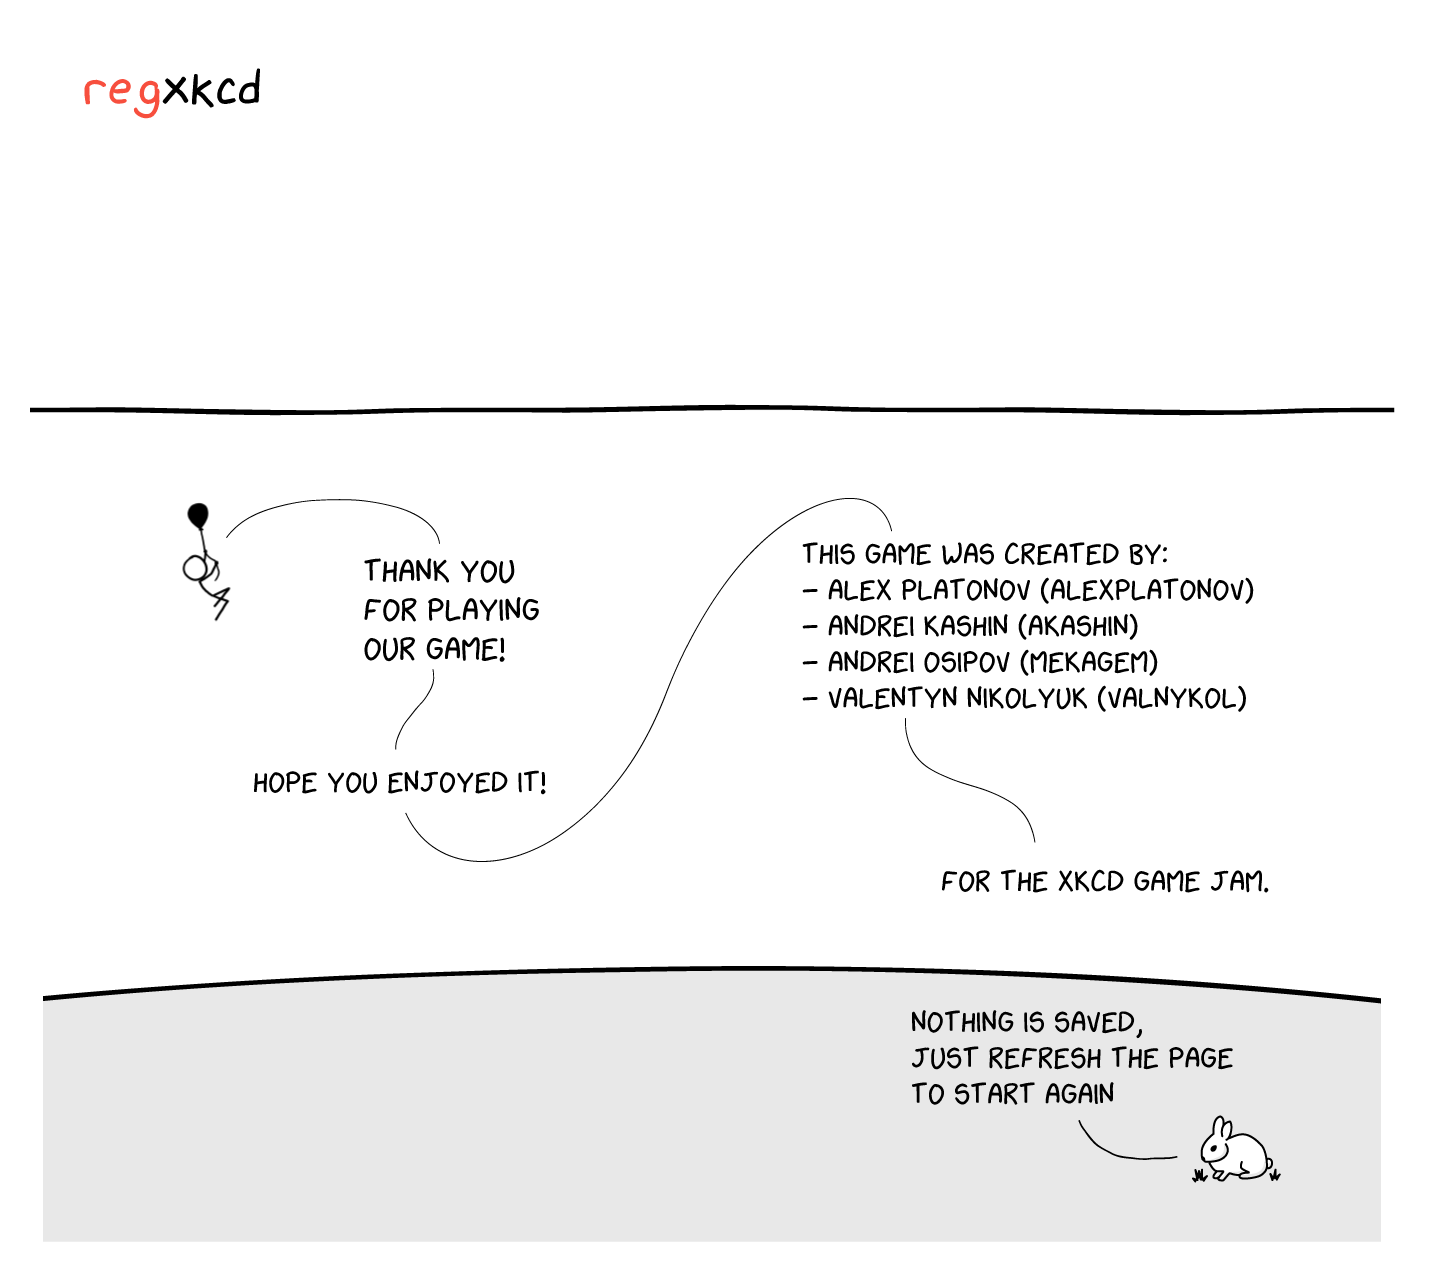 regxkcd
THANK YOU
FOR PLAYING
OUR GAME!
HOPE YOU ENJOYED IT!
THIS GAME WAS CREATED BY:
- ALEX PLATONOV (ALEXPLATONOV)
- ANDREI KASHIN (AKASHIN)
- ANDREI OSIPOV (MEKAGEM)
- VALENTYN NIKOLYUK (VALNYKOL)
FOR THE XKCD GAME JAM.
NOTHING IS SAVED,
JUST REFRESH THE PAGE
TO START AGAIN